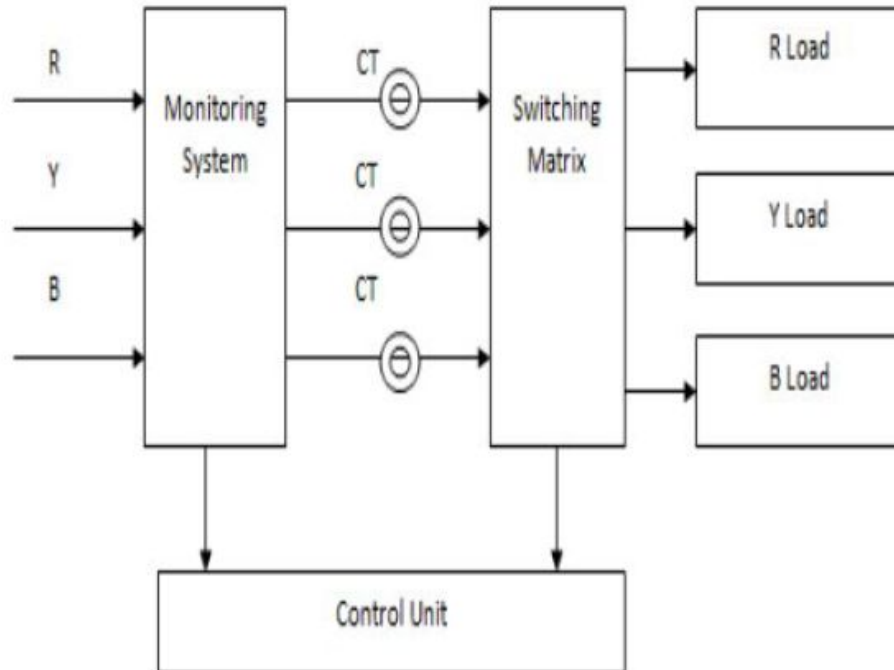 R
CT
R Load
Monitoring
System
Switching
Matrix
Y
CT
Y Load
B
CT
B Load
Control Unit